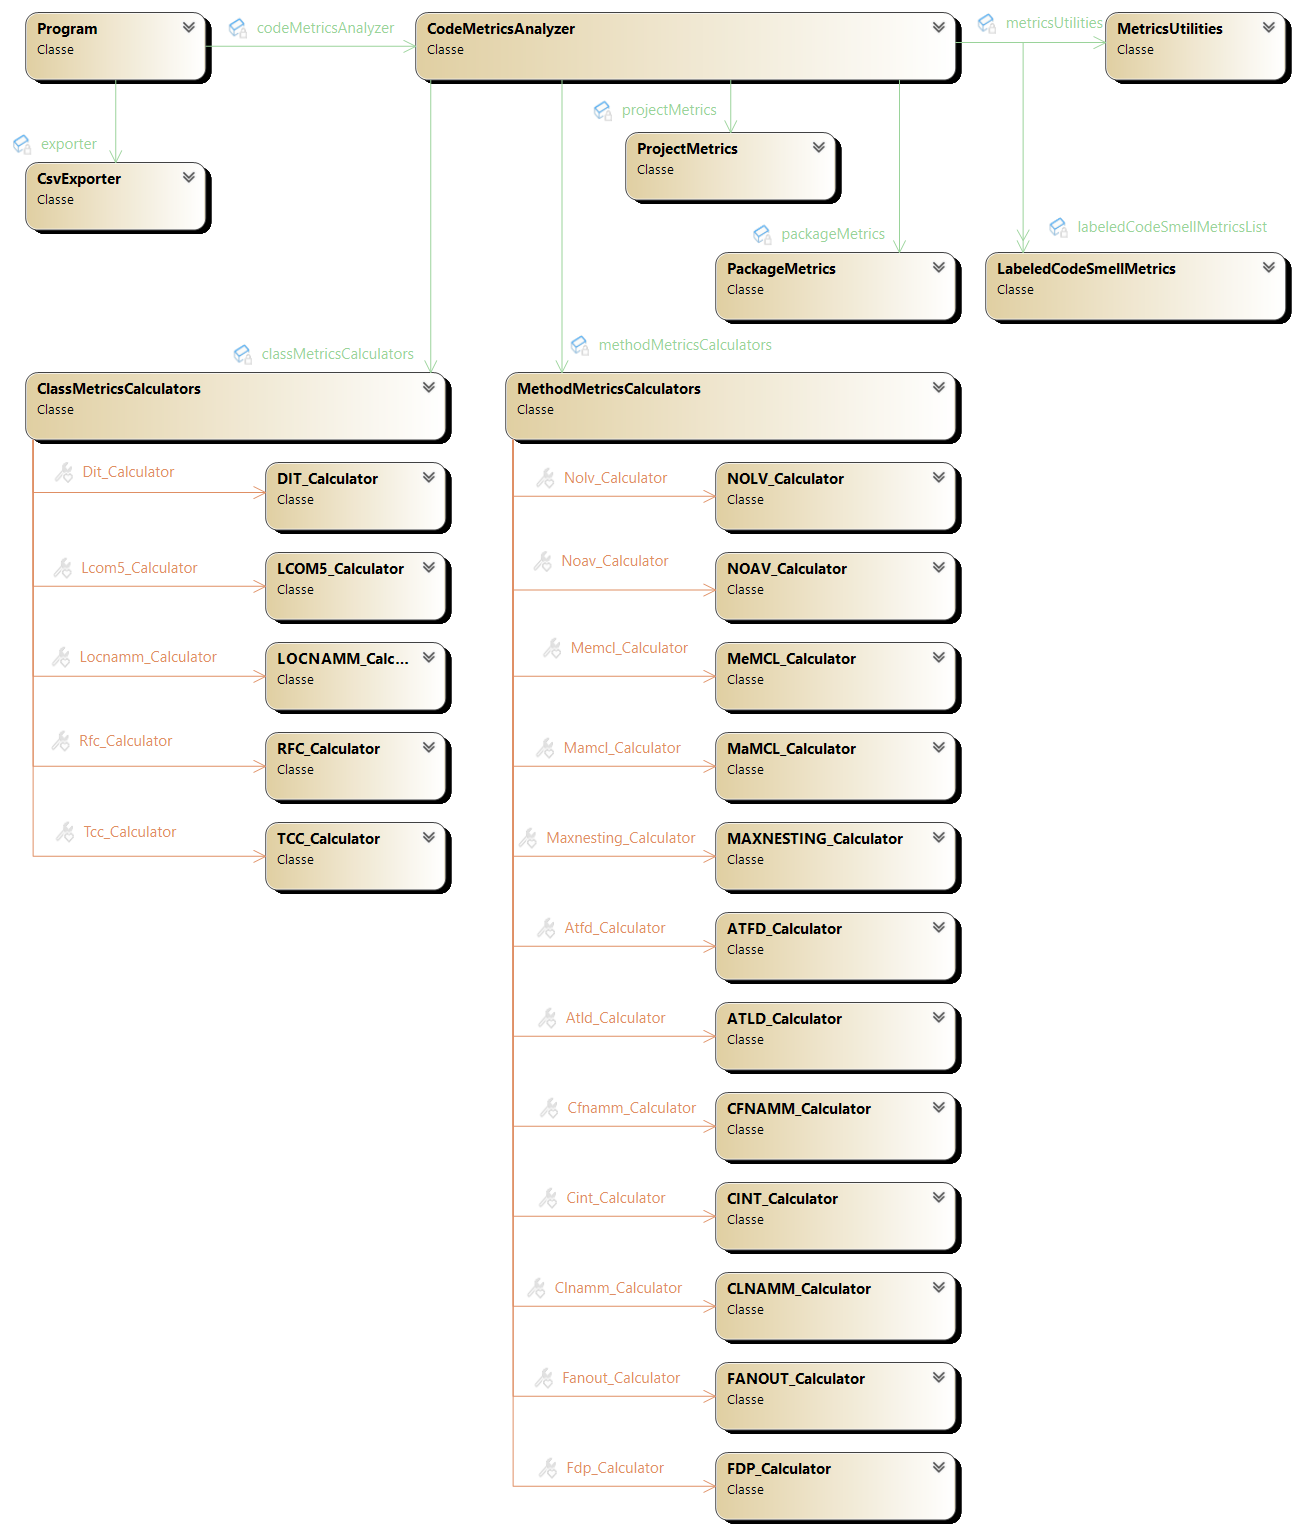 Program
Classe
codeMetricsAnalyzer
CodeMetricsAnalyzer
Classe
metricsUtilities
MetricsUtilities
Classe
exporter
CsvExporter
Classe
projectMetrics
ProjectMetrics
Classe
packageMetrics
PackageMetrics
Classe
labeledCodeSmellMetricsList
LabeledCodeSmellMetrics
Classe
classMetricsCalculators
ClassMetricsCalculators
Classe
methodMetricsCalculators
MethodMetricsCalculators
Classe
Dit_Calculator
DIT_Calculator
Classe
Lcom5_Calculator
LCOM5_Calculator
Classe
Locnamm_Calculator
LOCNAMM_Calc...
Classe
Rfc_Calculator
RFC_Calculator
Classe
Tcc_Calculator
TCC_Calculator
Classe
Nolv_Calculator
NOLV_Calculator
Classe
Noav_Calculator
NOAV_Calculator
Classe
Memcl_Calculator
MeMCL_Calculator
Classe
Mamcl_Calculator
MaMCL_Calculator
Classe
Maxnesting_Calculator
MAXNESTING_Calculator
Classe
Atfd_Calculator
ATFD_Calculator
Classe
Atld_Calculator
ATLD_Calculator
Classe
Cfnamm_Calculator
CFNAMM_Calculator
Classe
Cint_Calculator
CINT_Calculator
Classe
Clnamm_Calculator
CLNAMM_Calculator
Classe
Fanout_Calculator
FANOUT_Calculator
Classe
Fdp_Calculator
FDP_Calculator
Classe